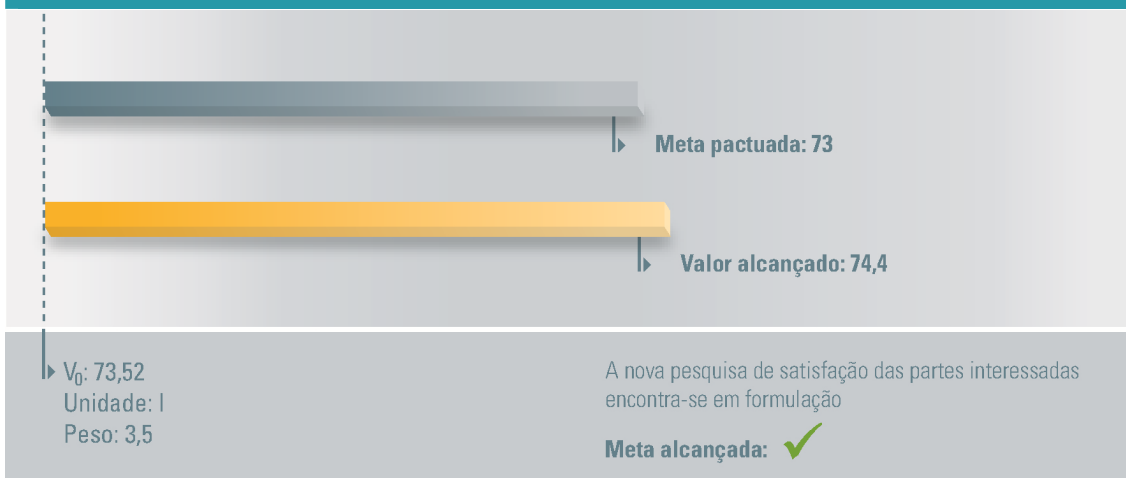 Meta pactuada: 73
Valor alcançado: 74,4
V₀: 73,52
Unidade: I
Peso: 3,5
A nova pesquisa de satisfação das partes interessadas
encontra-se em formulação
Meta alcançada: